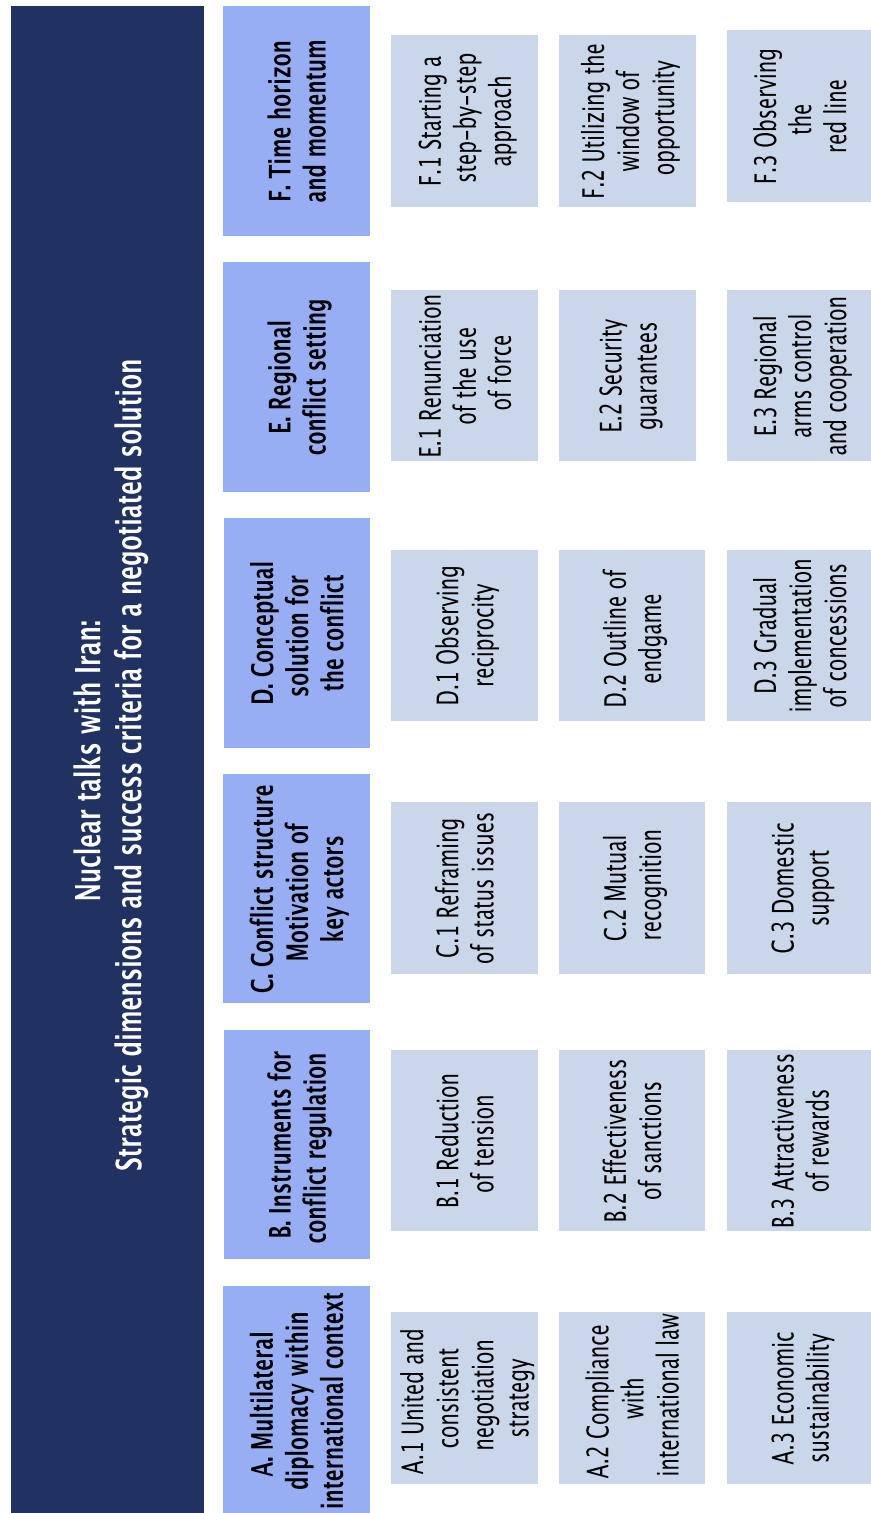 Nuclear talks with Iran:
Strategic dimensions and success criteria for a negotiated solution
A. Multilateral
diplomacy within
international context
B. Instruments for
conflict regulation
C. Conflict structure
Motivation of
key actors
D. Conceptual
solution for
the conflict
E. Regional
conflict setting
F. Time horizon
and momentum
A.1 United and
consistent
negotiation
strategy
B.1 Reduction
of tension
C.1 Reframing
of status issues
D.1 Observing
reciprocity
E.1 Renunciation
of the use
of force
F.1 Starting a
step-by-step
approach
A.2 Compliance
with
international law
B.2 Effectiveness
of sanctions
C.2 Mutual
recognition
D.2 Outline of
endgame
E.2 Security
guarantees
F.2 Utilizing the
window of
opportunity
A.3 Economic
sustainability
B.3 Attractiveness
of rewards
C.3 Domestic
support
D.3 Gradual
implementation
of concessions
E.3 Regional
arms control
and cooperation
F.3 Observing
the
red line